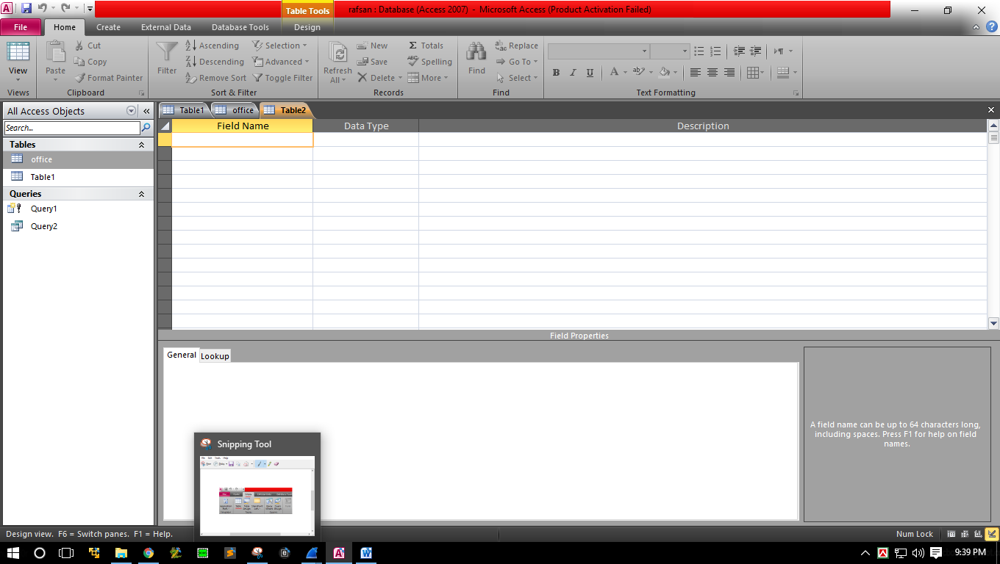 Table Tools
rafsan : Database (Access 2007) - Microsoft Access (Product Activation Failed)
File Home Create External Data Database Tools Design
View
Paste
Cut
Copy
Format Painter
Filter
Ascending
Descending
Remove Sort
Selection
Advanced
Toggle Filter
Refresh All
New
Save
Delete
Totals
Spelling
More
Find
Replace
Go To
Select
B I U A ab
Views Clipboard Sort & Filter Records Find Text Formatting
All Access Objects
Search...
Tables
office
Table1
Queries
Query1
Query2
Table1 office Table2
Field Name Data Type Description
Field Properties
General Lookup
A field name can be up to 64 characters long,
including spaces. Press F1 for help on field
names.
Snipping Tool
Design view. F6 = Switch panes. F1 = Help.
Num Lock
9:39 PM